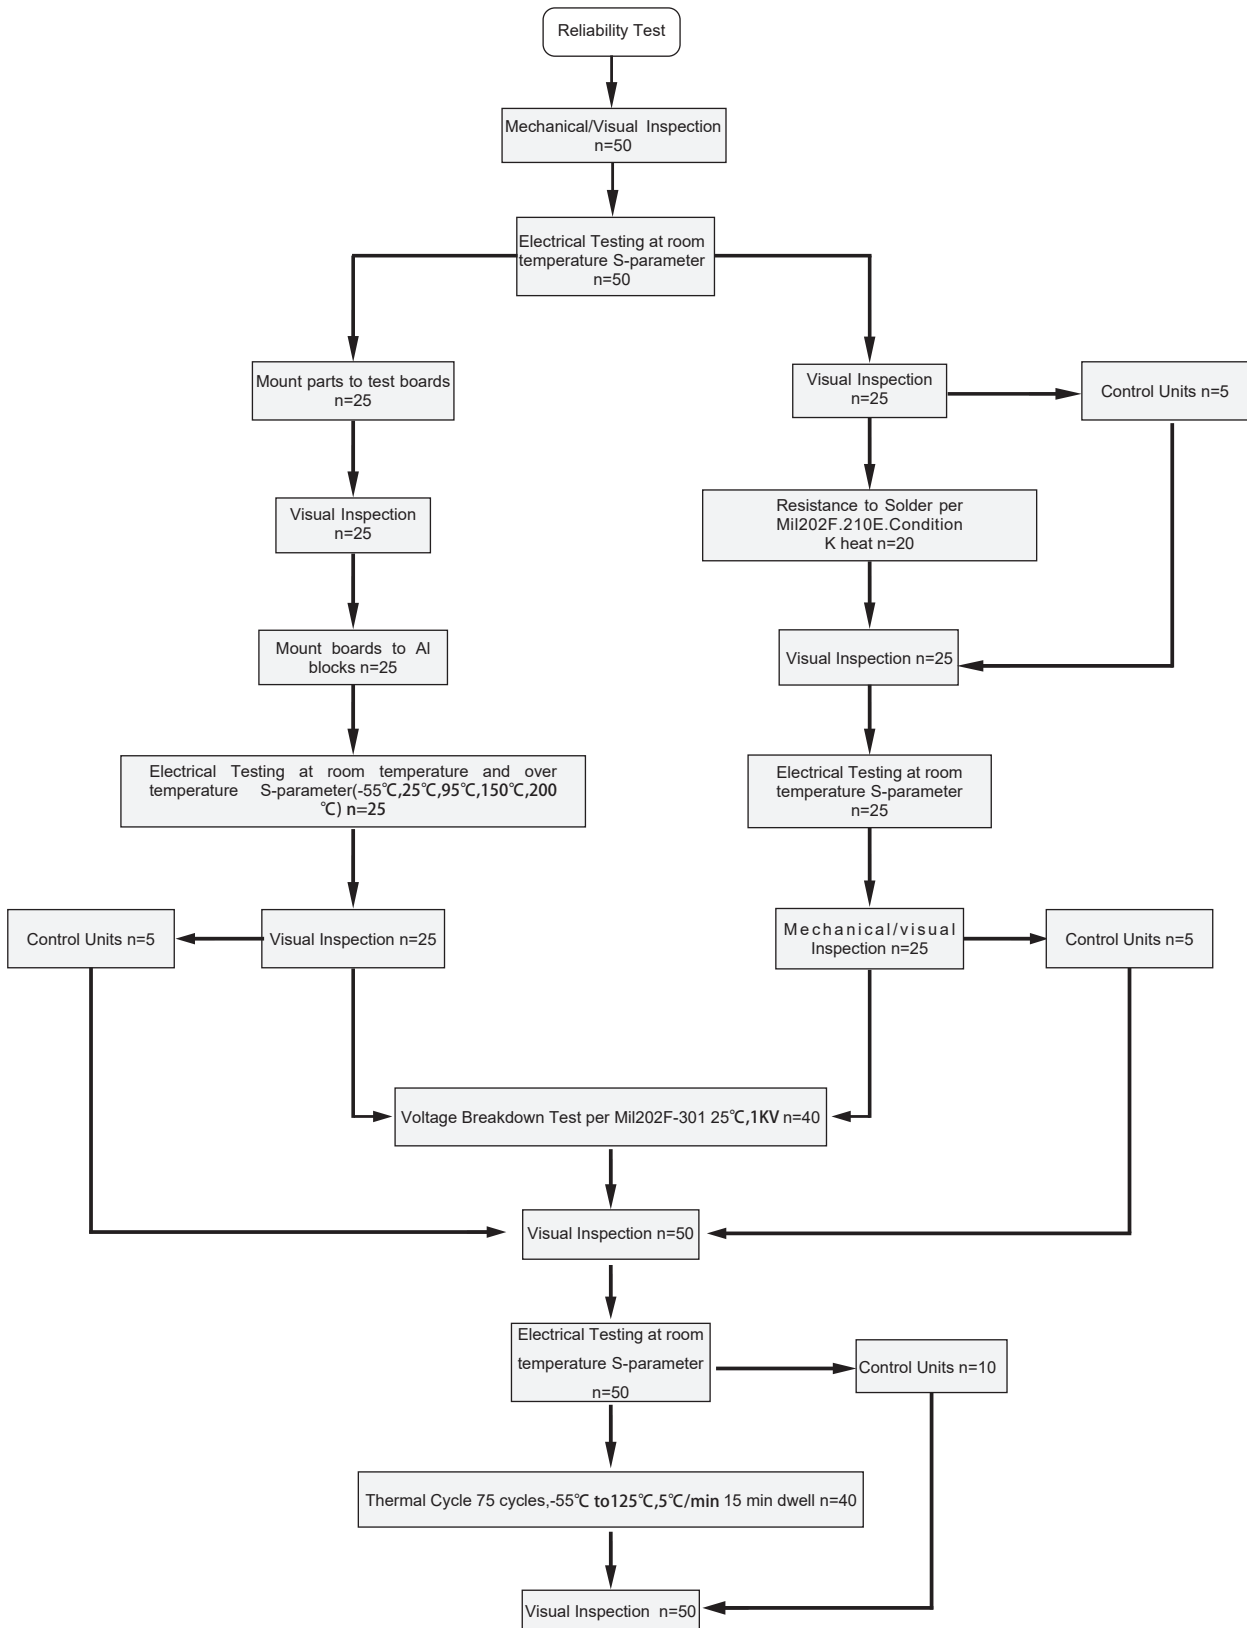 Reliability Test
Mechanical/Visual Inspection
n=50
Electrical Testing at room
temperature S-parameter
n=50
Mount parts to test boards
n=25
Visual Inspection
n=25
Control Units n=5
Visual Inspection
n=25
Resistance to Solder per
Mil202F.210E.Condition
K heat n=20
Mount boards to Al
blocks n=25
Visual Inspection n=25
Electrical Testing at room temperature and over
temperature S-parameter(-55℃,25℃,95℃,150℃,200
℃) n=25
Electrical Testing at room
temperature S-parameter
n=25
Control Units n=5
Visual Inspection n=25
Mechanical/visual
Inspection n=25
Control Units n=5
Voltage Breakdown Test per Mil202F-301 25℃,1KV n=40
Visual Inspection n=50
Electrical Testing at room
temperature S-parameter
n=50
Control Units n=10
Thermal Cycle 75 cycles,-55℃ to125℃,5℃/min 15 min dwell n=40
Visual Inspection n=50